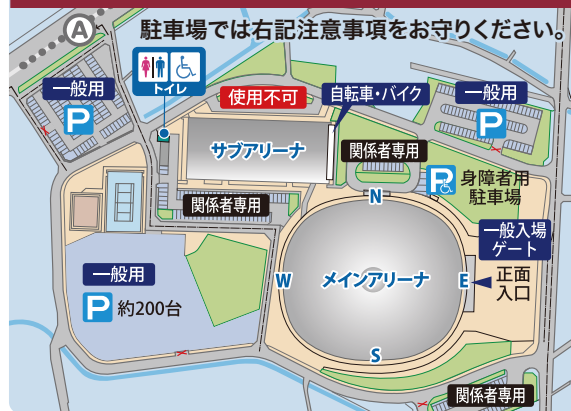 A
駐車場では右記注意事項をお守りください。
トイレ
一般用
P
使用不可
自転車・バイク
一般用
P
サブアリーナ
関係者専用
身障者用
駐車場
P
関係者専用
N
一般入場
ゲート
一般用
P 約200台
W
メインアリーナ
E
正面
入口
S
関係者専用